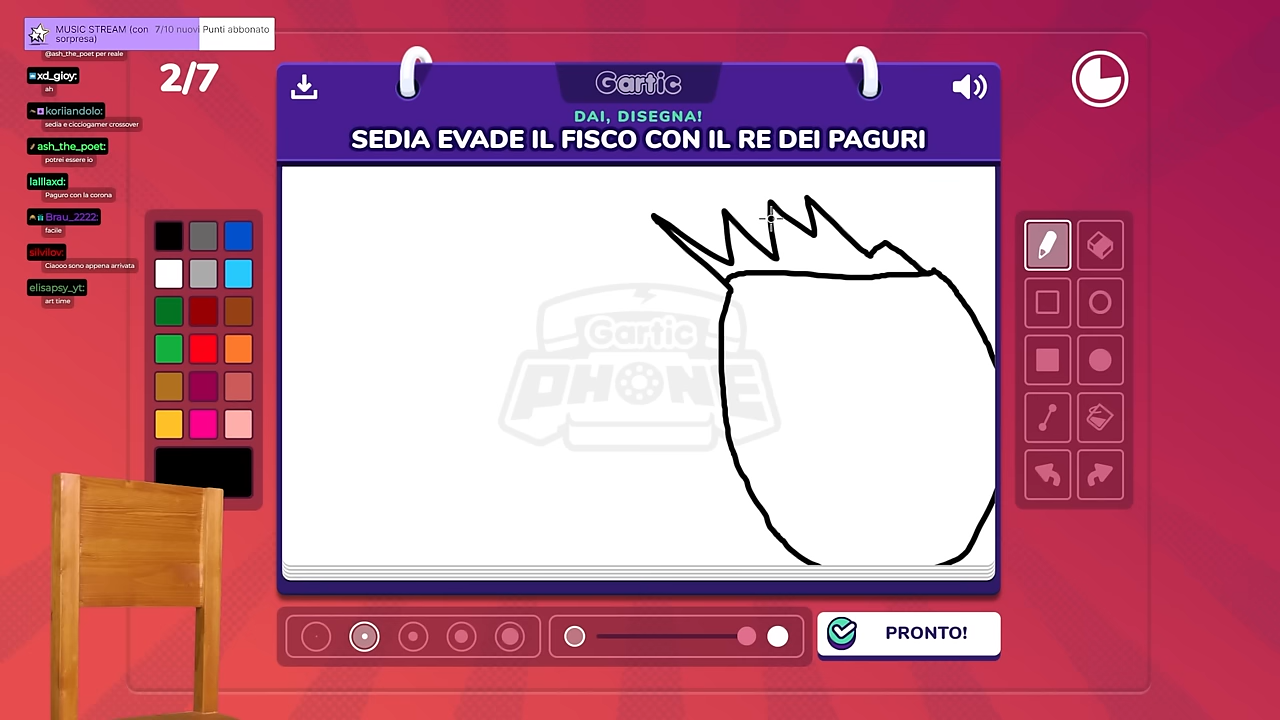 MUSIC STREAM (con sorpresa)
7/10 nuovi
Punti abbonato
@ash_the_poet per reale
xd_gioy:
ah
koriiandolo:
sedia e cicciogamer crossover
ash_the_poet:
potrei essere io
lalllaxd:
Paguro con la corona
Brau_2222:
facile
silvilov:
Ciaooo sono appena arrivata
elisapsy_yt:
art time
2/7
Gartic
DAI, DISEGNA!
SEDIA EVADE IL FISCO CON IL RE DEI PAGURI
Gartic
PHONE
PRONTO!